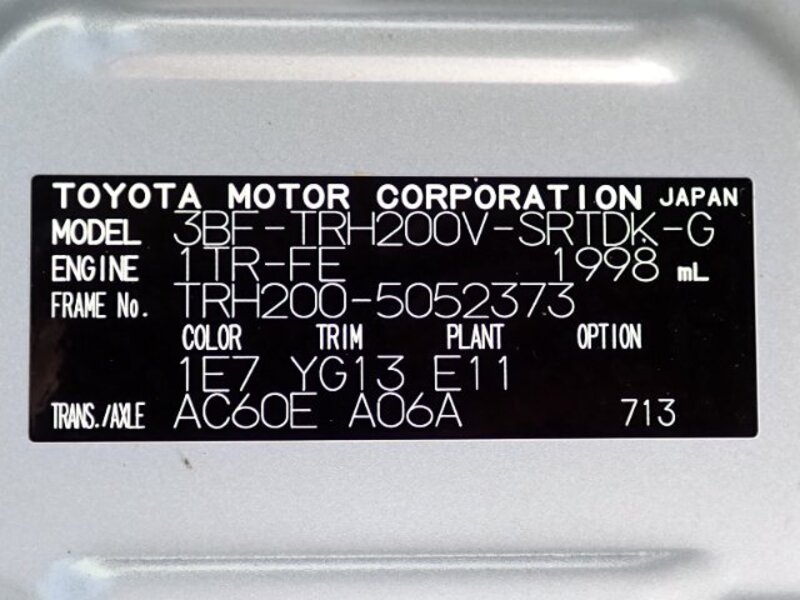 TOYOTA MOTOR CORPORATION JAPAN
MODEL 3BF-TRH200V-SRTDK-G
ENGINE 1TR-FE 1998 mL
FRAME No. TRH200-5052373
COLOR TRIM PLANT OPTION
1E7 YG13 E11
TRANS./AXLE AC60E A06A 713